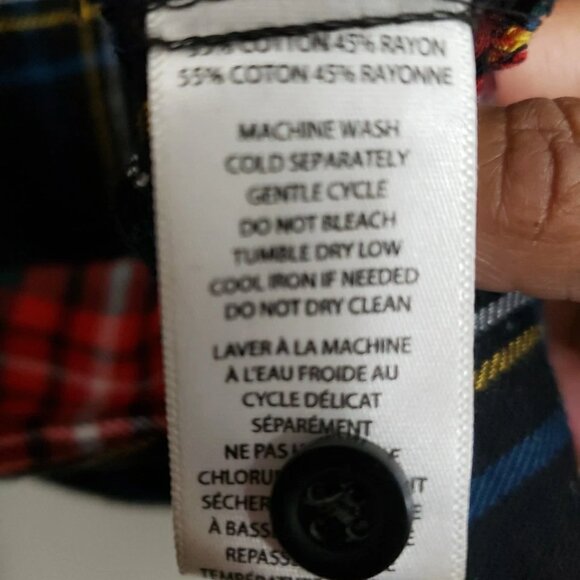 55% COTTON 45% RAYON
55% COTON 45% RAYONNE
MACHINE WASH
COLD SEPARATELY
GENTLE CYCLE
DO NOT BLEACH
TUMBLE DRY LOW
COOL IRON IF NEEDED
DO NOT DRY CLEAN
LAVER À LA MACHINE
À L'EAU FROIDE AU
CYCLE DÉLICAT
SÉPARÉMENT
NE PAS
SÉCHER
À
TEMPÉRATURE